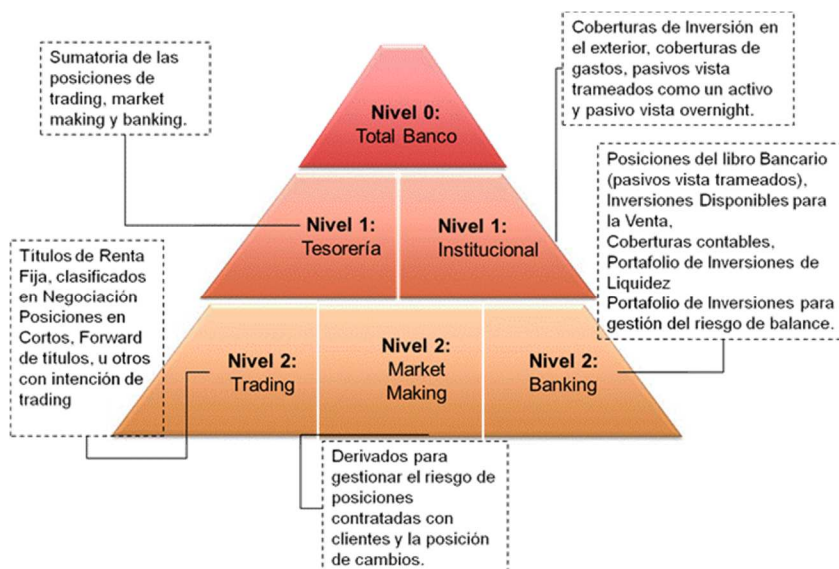 Sumatoria de las
posiciones de
trading, market
making y banking.
Coberturas de Inversión en
el exterior, coberturas de
gastos, pasivos vista
trameados como un activo
y pasivo vista overnight.
Nivel 0:
Total Banco
Nivel 1:
Tesorería
Nivel 1:
Institucional
Posiciones del libro Bancario
(pasivos vista trameados),
Inversiones Disponibles para
la Venta,
Coberturas contables,
Portafolio de Inversiones de
Liquidez
Portafolio de Inversiones para
gestión del riesgo de balance.
Títulos de Renta
Fija, clasificados
en Negociación
Posiciones en
Cortos, Forward
de títulos, u otros
con intención de
trading
Nivel 2:
Trading
Nivel 2:
Market
Making
Nivel 2:
Banking
Derivados para
gestionar el riesgo de
posiciones
contratadas con
clientes y la posición
de cambios.